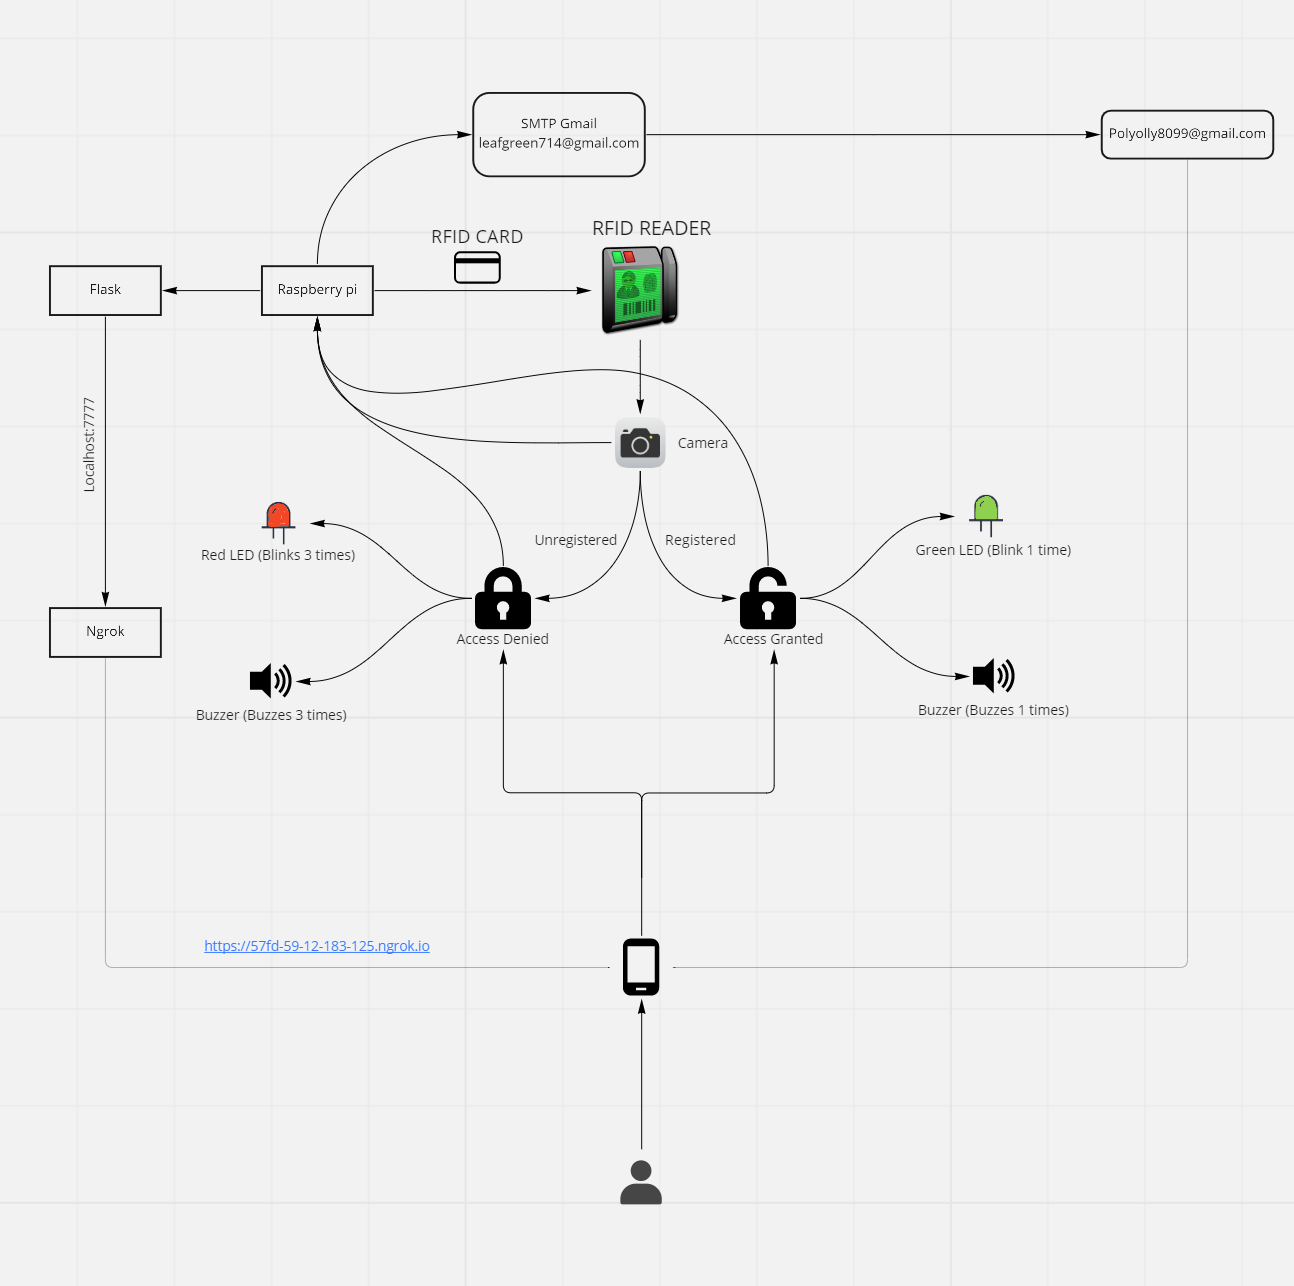 SMTP Gmail
leafgreen714@gmail.com
Polyolly8099@gmail.com
RFID READER
RFID CARD
Flask
Raspberry pi
Localhost:7777
Camera
Unregistered
Registered
Red LED (Blinks 3 times)
Green LED (Blink 1 time)
Ngrok
Access Denied
Access Granted
Buzzer (Buzzes 3 times)
Buzzer (Buzzes 1 times)
https://57fd-59-12-183-125.ngrok.io